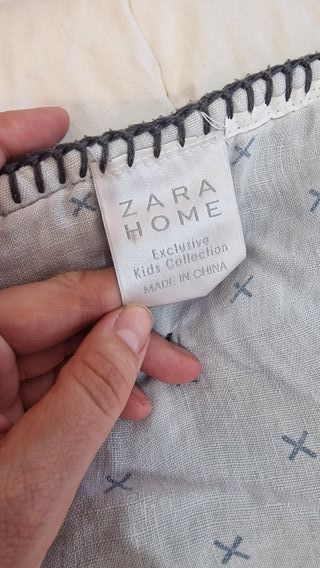 ZARA
HOME
Exclusive
Kids Collection
MADE IN CHINA